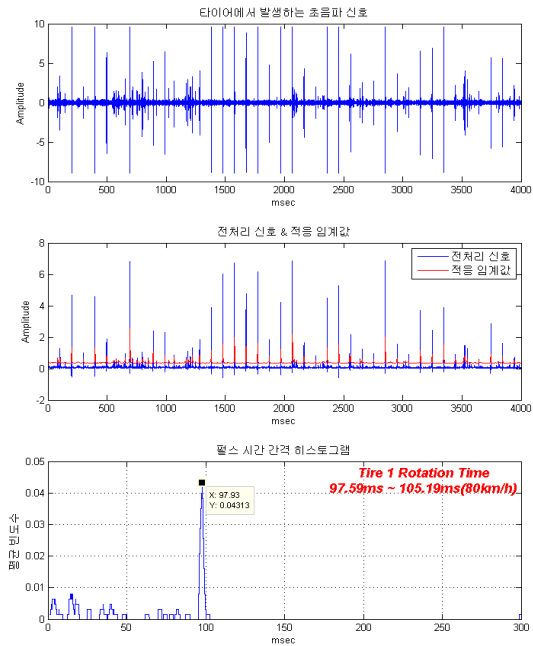 타이어에서 발생하는 초음파 신호
10
5
0
-5
-10
Amplitude
0 500 1000 1500 2000 2500 3000 3500 4000
msec
전처리 신호 & 적응 임계값
8
6
4
2
0
-2
Amplitude
전처리 신호
적응 임계값
0 500 1000 1500 2000 2500 3000 3500 4000
msec
펄스 시간 간격 히스토그램
0.05
0.04
0.03
0.02
0.01
0
평균 빈도수
Tire 1 Rotation Time
97.59ms ~ 105.19ms(80km/h)
X: 97.93
Y: 0.04313
0 50 100 150 200 250 300
msec